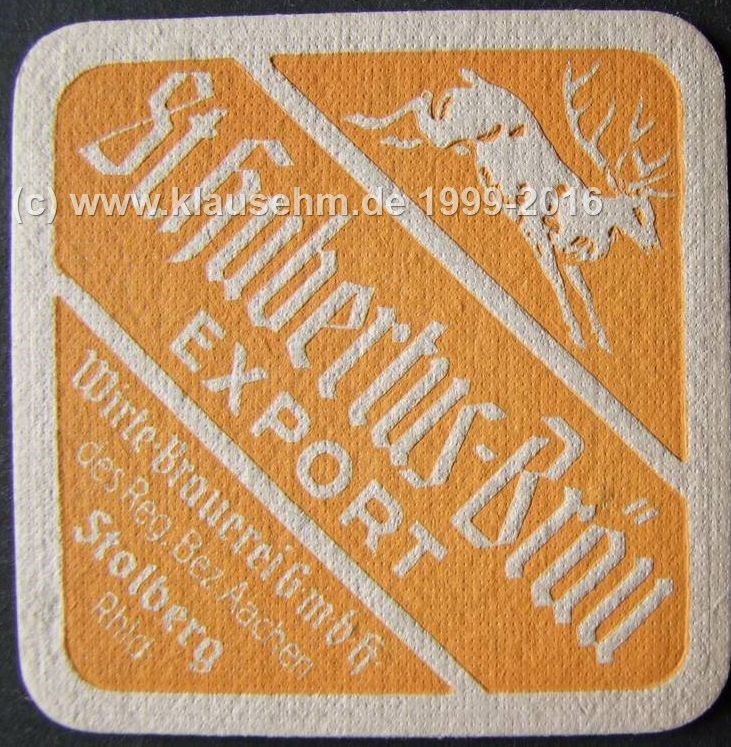 St. Hubertus-Bräu
EXPORT
Wirte-Brauerei G·m·b·H·
des Reg. Bez. Aachen
Stolberg
Rhld.
(c) www.klausehm.de 1999-2016